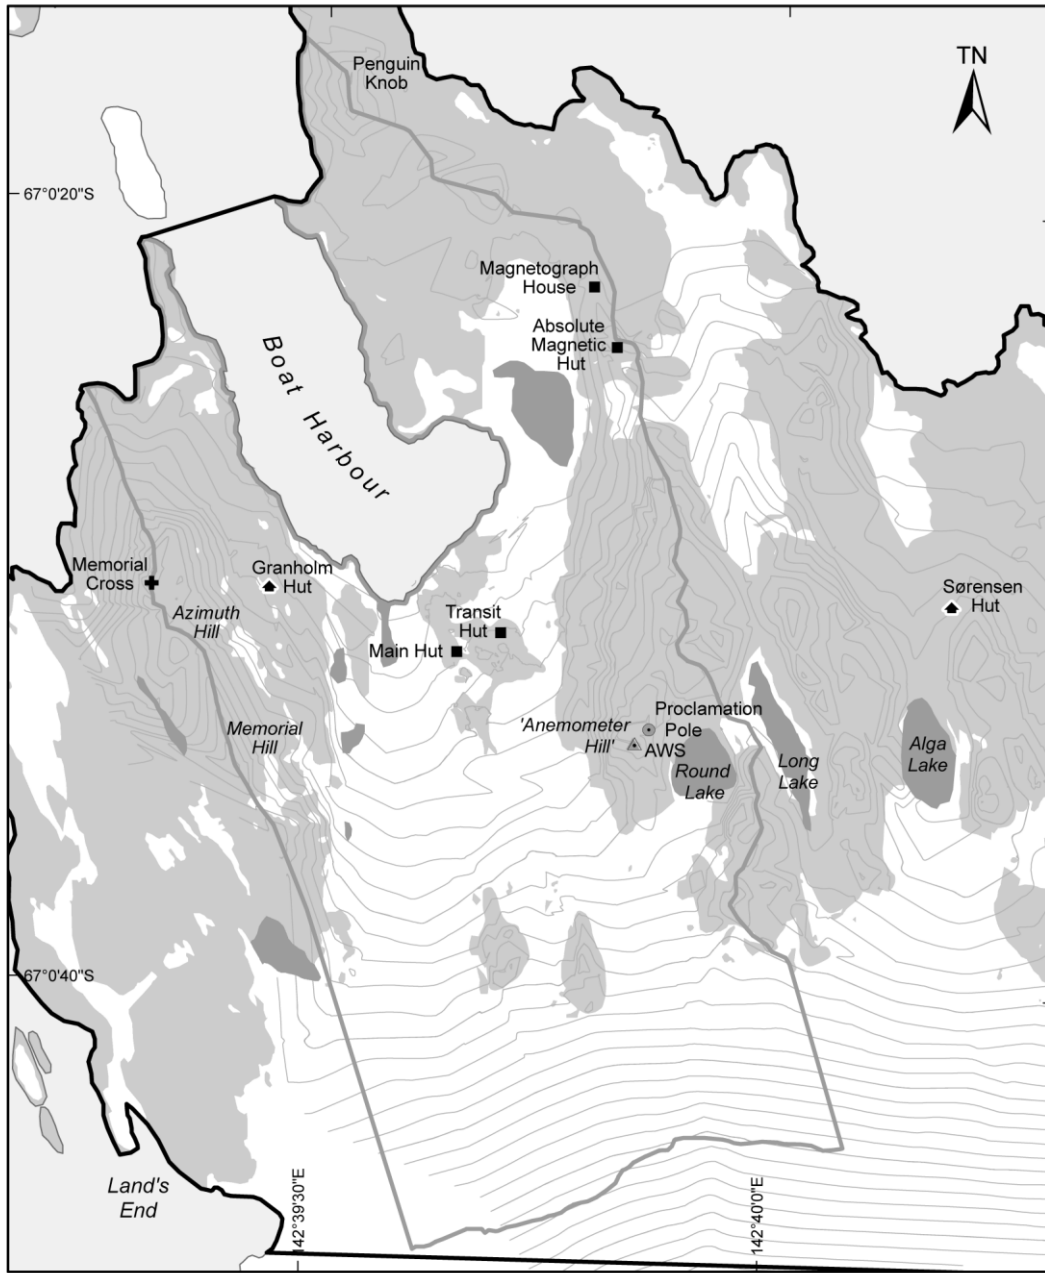 Penguin
Knob
TN
67°0'20"S
Magnetograph
House
Absolute
Magnetic
Hut
Boat Harbour
Memorial
Cross
Granholm
Hut
Azimuth
Hill
Transit
Hut
Main Hut
Sørensen
Hut
Memorial
Hill
'Anemometer
Hill'
Proclamation
Pole
AWS
Round
Lake
Long
Lake
Alga
Lake
67°0'40"S
Land's
End
142°39'30"E
142°40'0"E